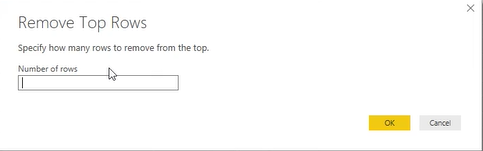 Remove Top Rows
Specify how many rows to remove from the top.
Number of rows
OK
Cancel